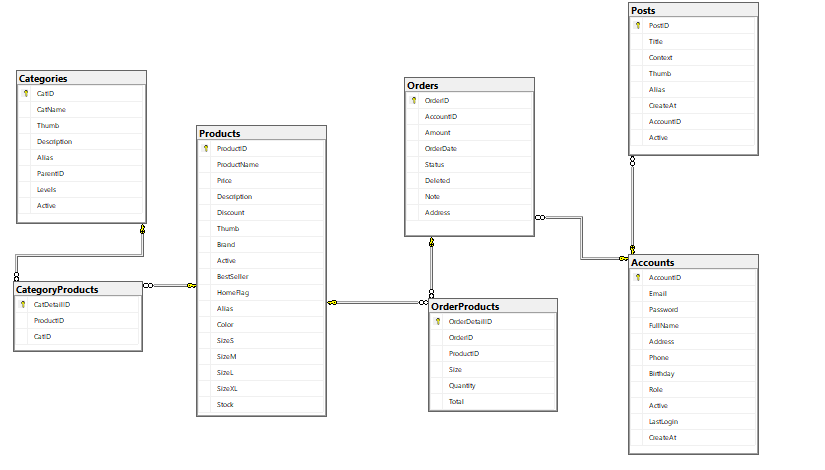 Posts
PostID
Title
Context
Thumb
Alias
CreateAt
AccountID
Active
Categories
CatID
CatName
Thumb
Description
Alias
ParentID
Levels
Active
Orders
OrderID
AccountID
Amount
OrderDate
Status
Deleted
Note
Address
Products
ProductID
ProductName
Price
Description
Discount
Thumb
Brand
Active
BestSeller
HomeFlag
Alias
Color
SizeS
SizeM
SizeL
SizeXL
Stock
Accounts
AccountID
Email
Password
FullName
Address
Phone
Birthday
Role
Active
LastLogin
CreateAt
CategoryProducts
CatDetailID
ProductID
CatID
OrderProducts
OrderDetailID
OrderID
ProductID
Size
Quantity
Total